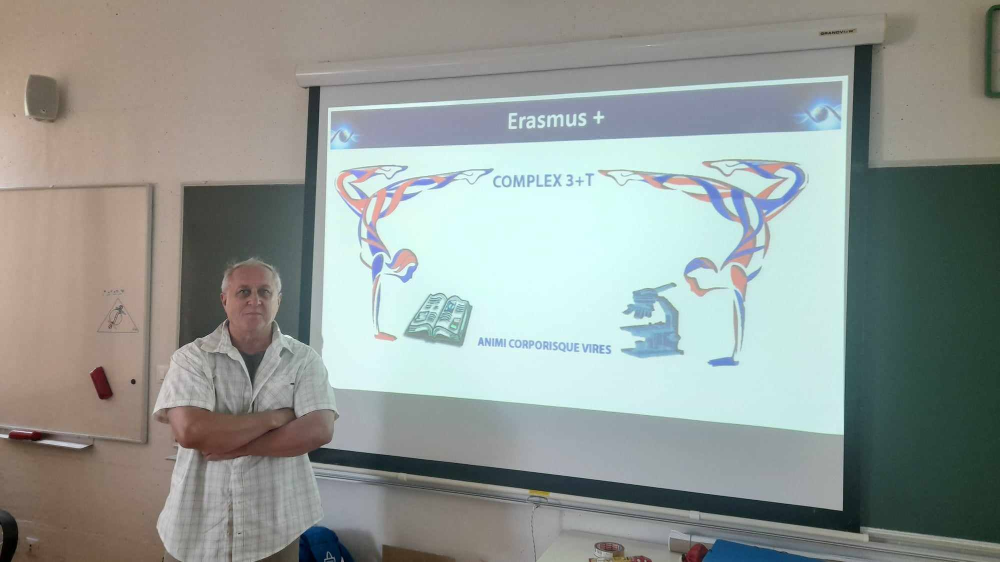 GRANDVIEW
Erasmus +
COMPLEX 3+T
ANIMI CORPORISQUE VIRES